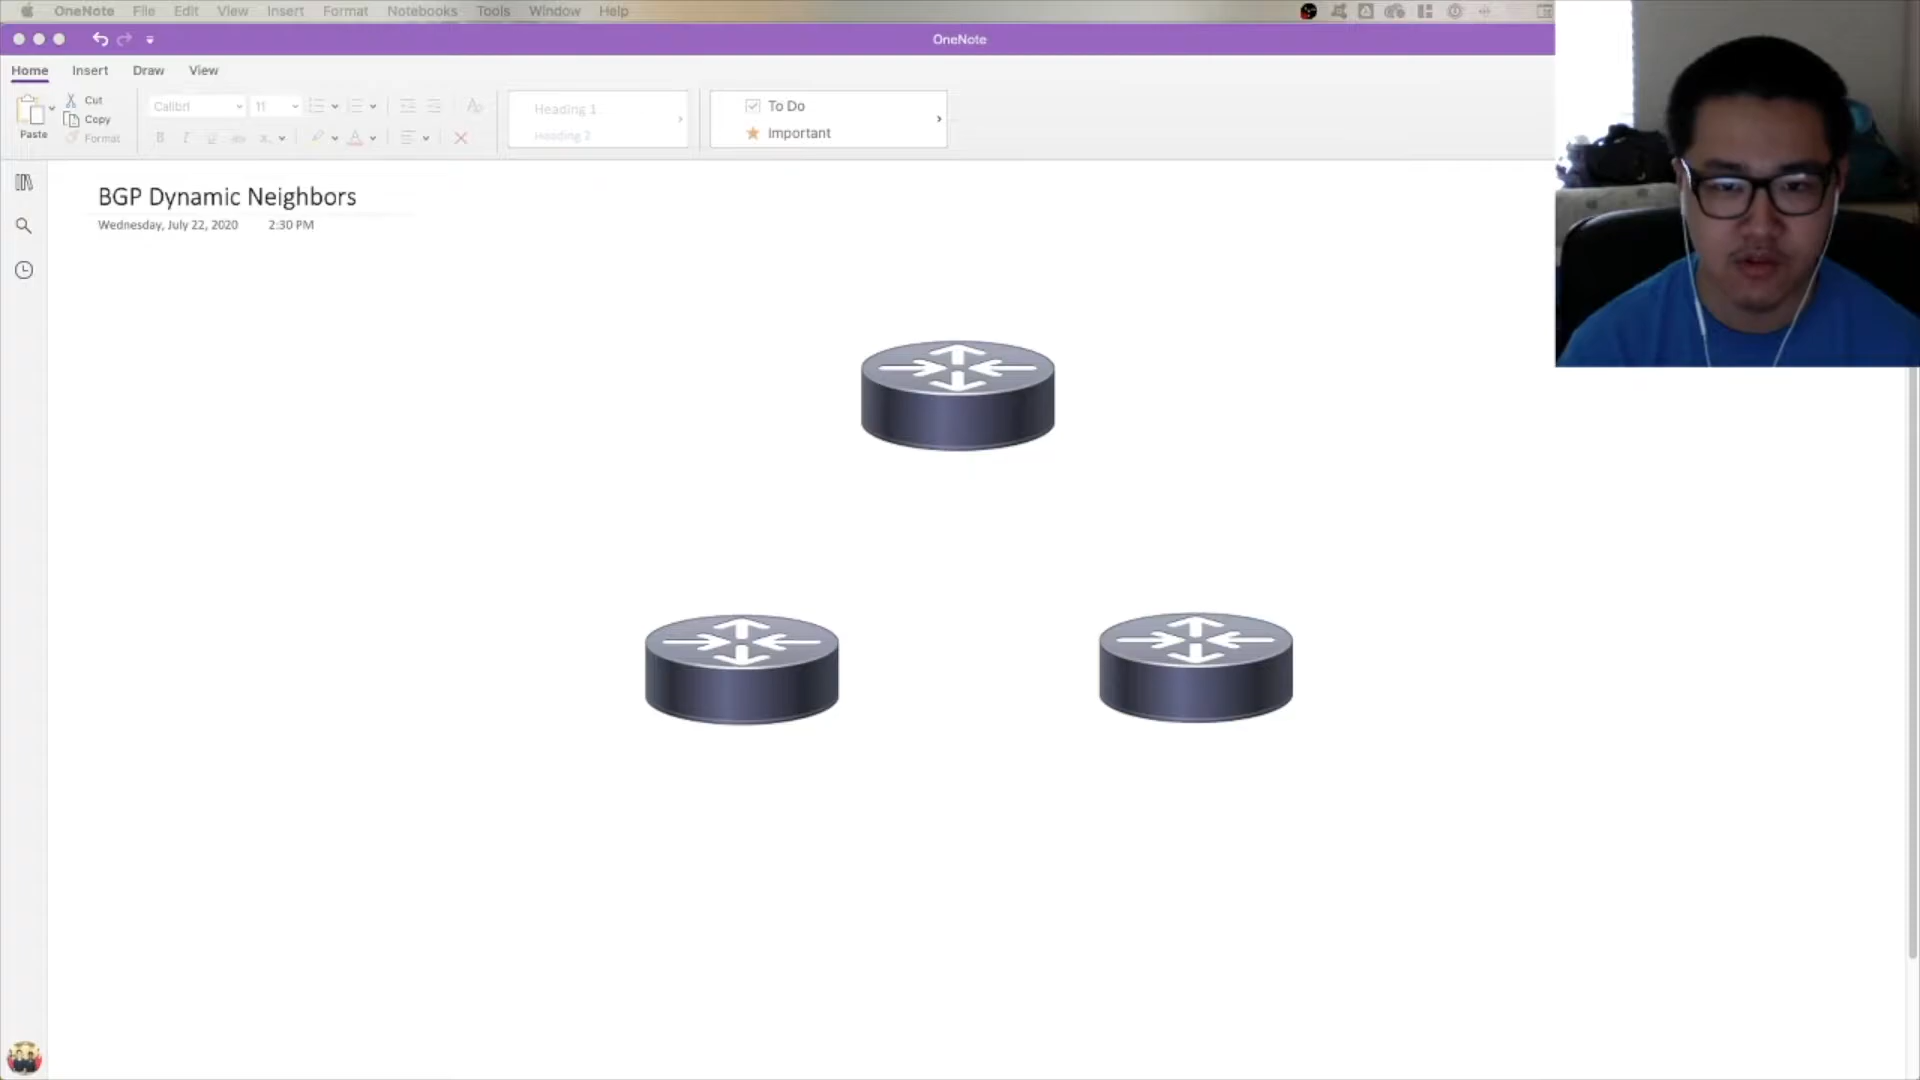 OneNote File Edit View Insert Format Notebooks Tools Window Help
OneNote
Home Insert Draw View
Paste
Cut
Copy
Format
Calibri 11
B I U ab x
A
Heading 1
Heading 2
To Do
Important
BGP Dynamic Neighbors
Wednesday, July 22, 2020 2:30 PM